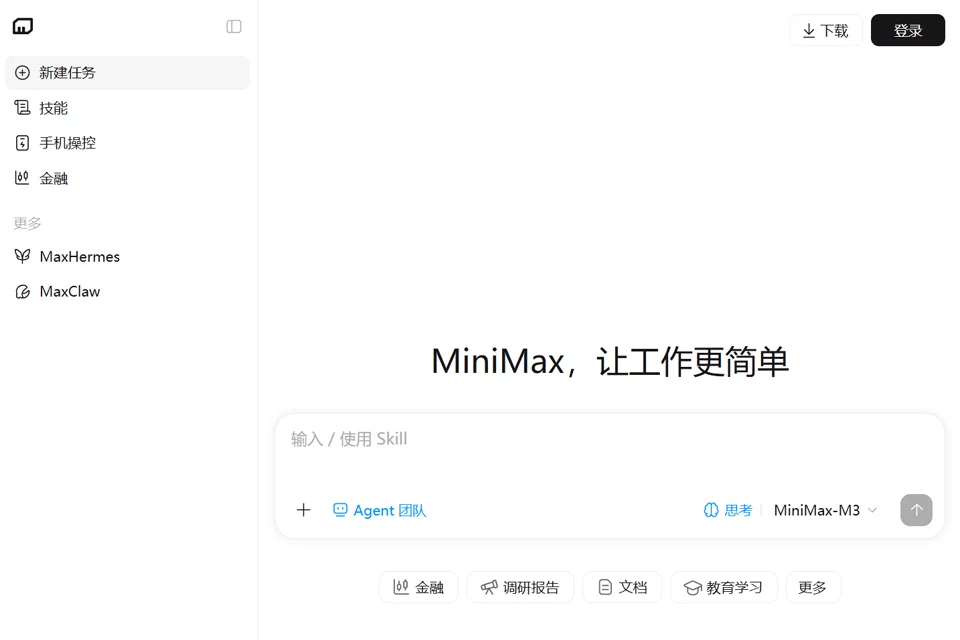 下载
登录
新建任务
技能
手机操控
金融
更多
MaxHermes
MaxClaw
MiniMax，让工作更简单
输入 / 使用 Skill
Agent 团队
思考
MiniMax-M3
金融
调研报告
文档
教育学习
更多